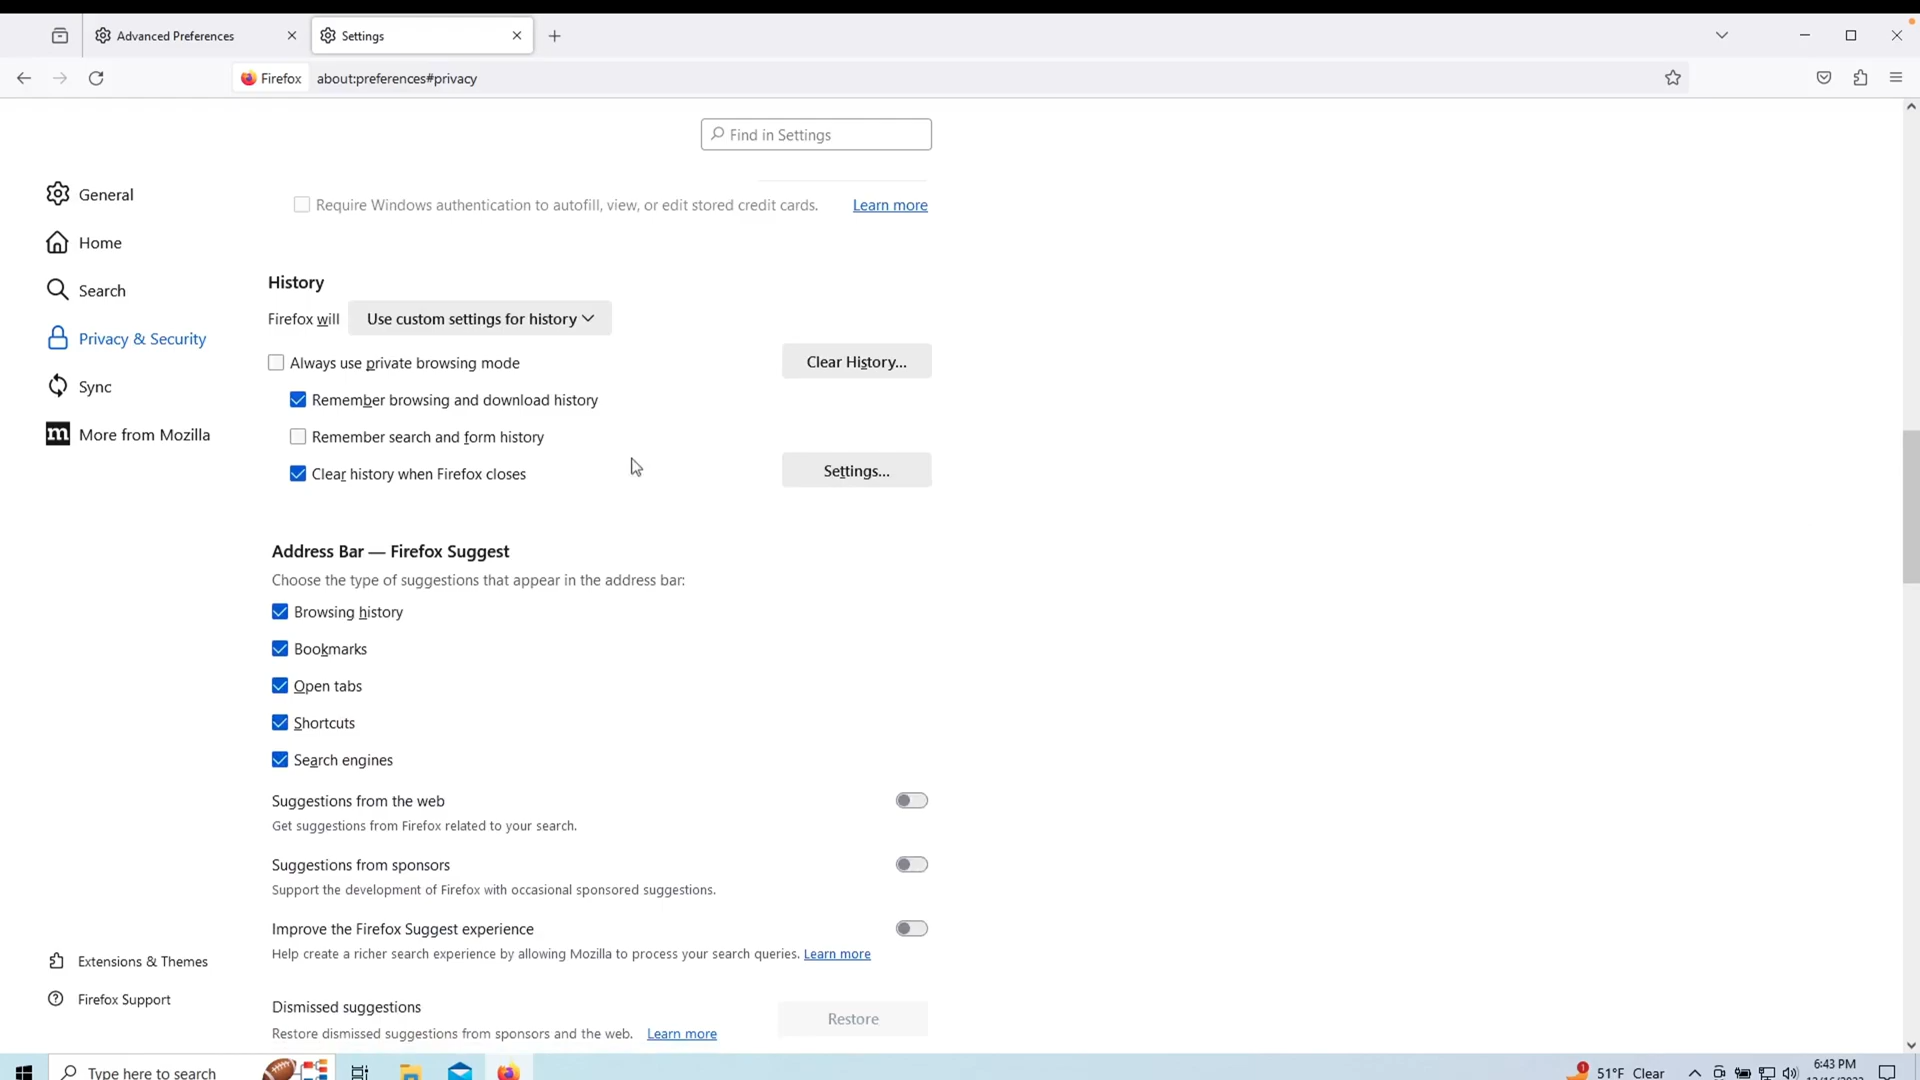 Advanced Preferences
Settings
Firefox
about:preferences#privacy
Find in Settings
General
Home
Search
Privacy & Security
Sync
More from Mozilla
Extensions & Themes
Firefox Support
Require Windows authentication to autofill, view, or edit stored credit cards. Learn more
History
Firefox will Use custom settings for history
Always use private browsing mode
Clear History...
Remember browsing and download history
Remember search and form history
Clear history when Firefox closes
Settings...
Address Bar — Firefox Suggest
Choose the type of suggestions that appear in the address bar:
Browsing history
Bookmarks
Open tabs
Shortcuts
Search engines
Suggestions from the web
Get suggestions from Firefox related to your search.
Suggestions from sponsors
Support the development of Firefox with occasional sponsored suggestions.
Improve the Firefox Suggest experience
Help create a richer search experience by allowing Mozilla to process your search queries. Learn more
Dismissed suggestions
Restore dismissed suggestions from sponsors and the web. Learn more
Restore
Type here to search
1
51°F Clear
6:43 PM